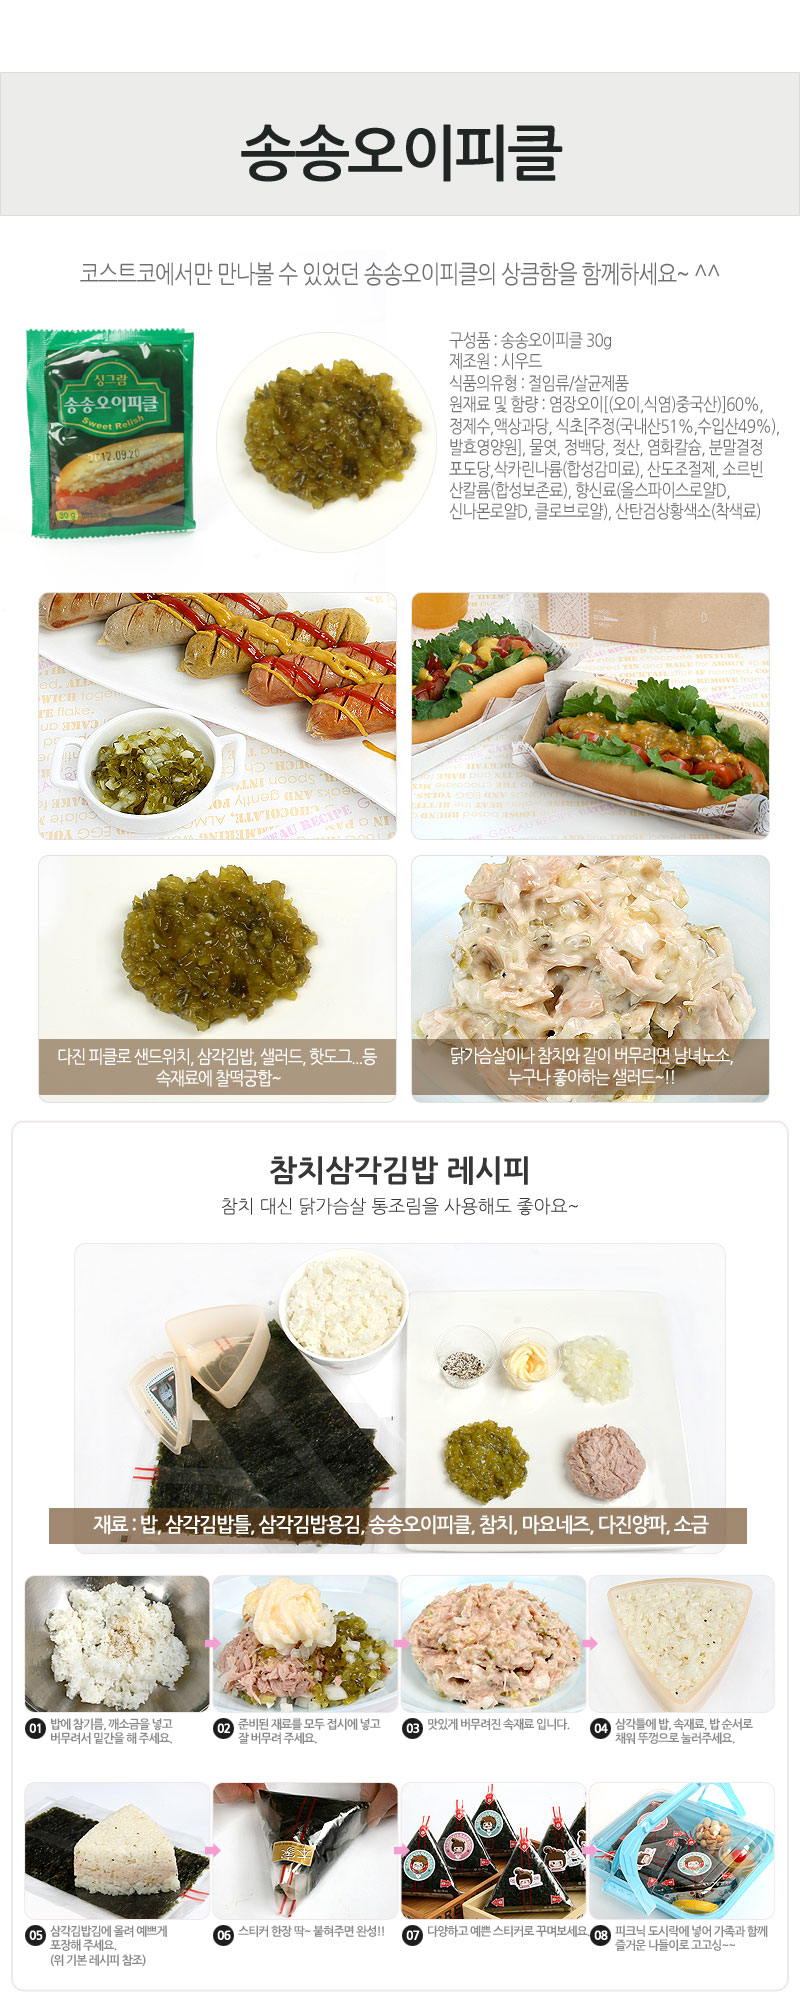 송송오이피클
코스트코에서만 만나볼 수 있었던 송송오이피클의 상큼함을 함께하세요~ ^^
싱그람
송송오이피클
Sweet Relish
12.09.20
30 g
구성품 : 송송오이피클 30g
제조원 : 시우드
식품의유형 : 절임류/살균제품
원재료 및 함량 : 염장오이[(오이,식염)중국산)]60%,
정제수,액상과당, 식초[주정(국내산51%,수입산49%),
발효영양원], 물엿, 정백당, 젖산, 염화칼슘, 분말결정
포도당,삭카린나륨(합성감미료), 산도조절제, 소르빈
산칼륨(합성보존료), 향신료(올스파이스로얄D,
신나몬로얄D, 클로브로얄), 산탄검상황색소(착색료)
다진 피클로 샌드위치, 삼각김밥, 샐러드, 핫도그...등
속재료에 찰떡궁합~
닭가슴살이나 참치와 같이 버무리면 남녀노소,
누구나 좋아하는 샐러드~!!
참치삼각김밥 레시피
참치 대신 닭가슴살 통조림을 사용해도 좋아요~
재료 : 밥, 삼각김밥틀, 삼각김밥용김, 송송오이피클, 참치, 마요네즈, 다진양파, 소금
01 밥에 참기름, 깨소금을 넣고
버무려서 밑간을 해 주세요.
02 준비된 재료를 모두 접시에 넣고
잘 버무려 주세요.
03 맛있게 버무려진 속재료 입니다.
04 삼각틀에 밥, 속재료, 밥 순서로
채워 뚜껑으로 눌러주세요.
05 삼각김밥김에 올려 예쁘게
포장해 주세요.
(위 기본 레시피 참조)
06 스티커 한장 딱~ 붙혀주면 완성!!
07 다양하고 예쁜 스티커로 꾸며보세요.
08 피크닉 도시락에 넣어 가족과 함께
즐거운 나들이로 고고싱~~